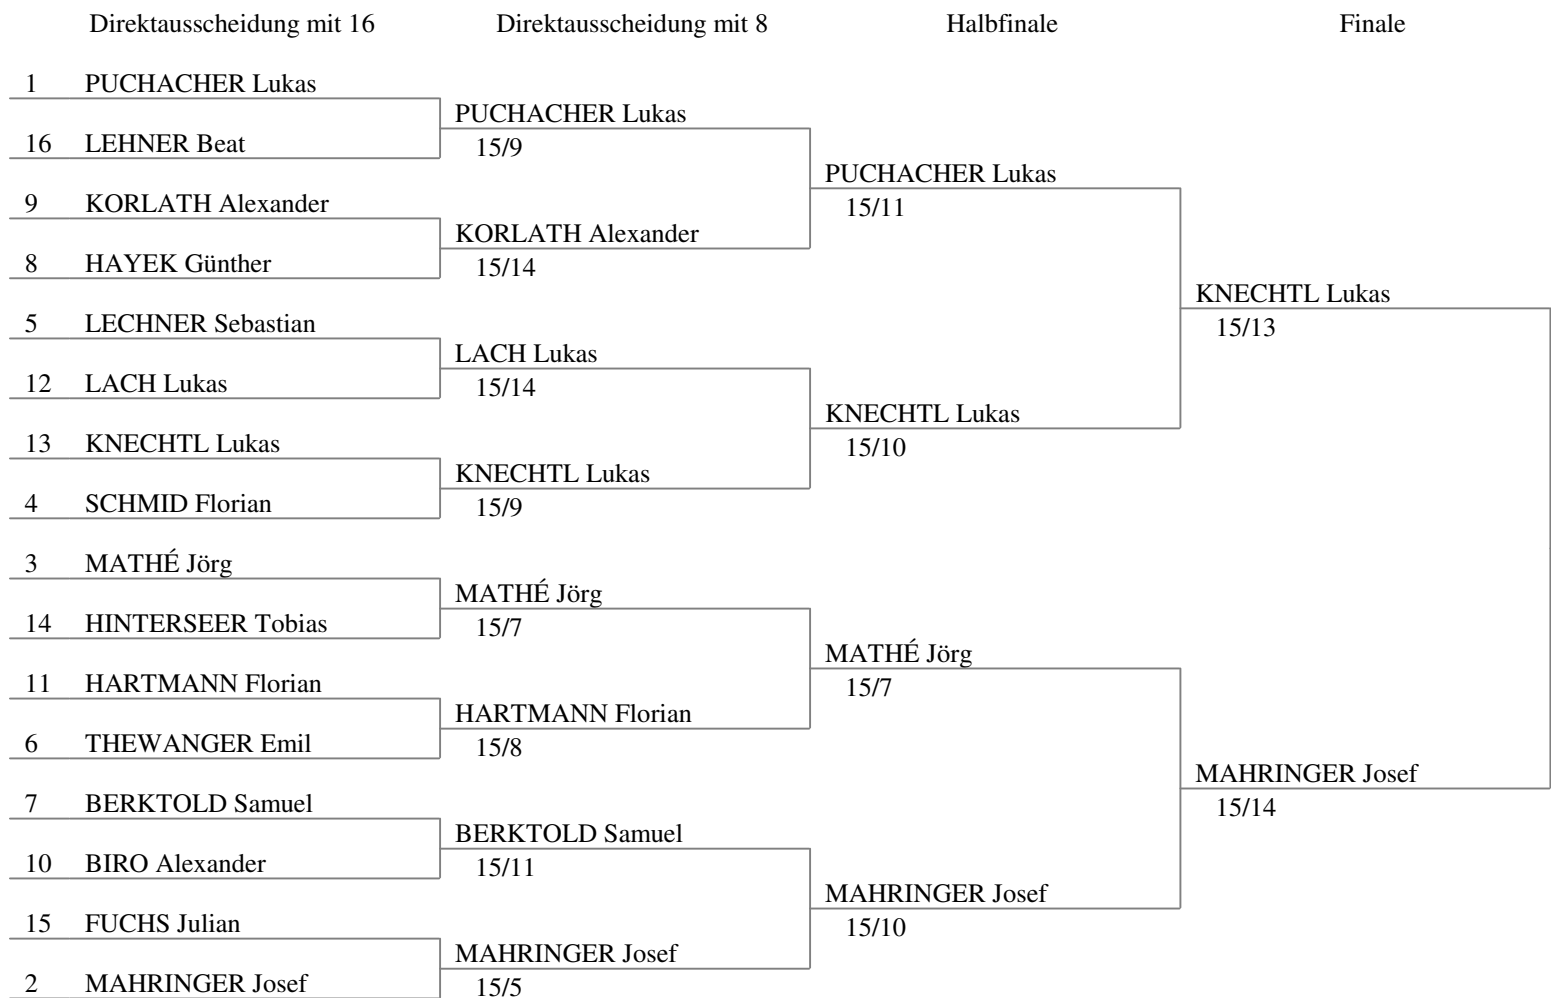 Direktausscheidung mit 16 Direktausscheidung mit 8 Halbfinale Finale
1 PUCHACHER Lukas
PUCHACHER Lukas
16 LEHNER Beat
15/9
PUCHACHER Lukas
9 KORLATH Alexander
15/11
KORLATH Alexander
8 HAYEK Günther
15/14
KNECHTL Lukas
5 LECHNER Sebastian
15/13
LACH Lukas
12 LACH Lukas
15/14
KNECHTL Lukas
13 KNECHTL Lukas
15/10
KNECHTL Lukas
4 SCHMID Florian
15/9
3 MATHÉ Jörg
MATHÉ Jörg
14 HINTERSEER Tobias
15/7
MATHÉ Jörg
11 HARTMANN Florian
15/7
HARTMANN Florian
6 THEWANGER Emil
15/8
MAHRINGER Josef
7 BERKTOLD Samuel
15/14
BERKTOLD Samuel
10 BIRO Alexander
15/11
MAHRINGER Josef
15 FUCHS Julian
15/10
MAHRINGER Josef
2 MAHRINGER Josef
15/5